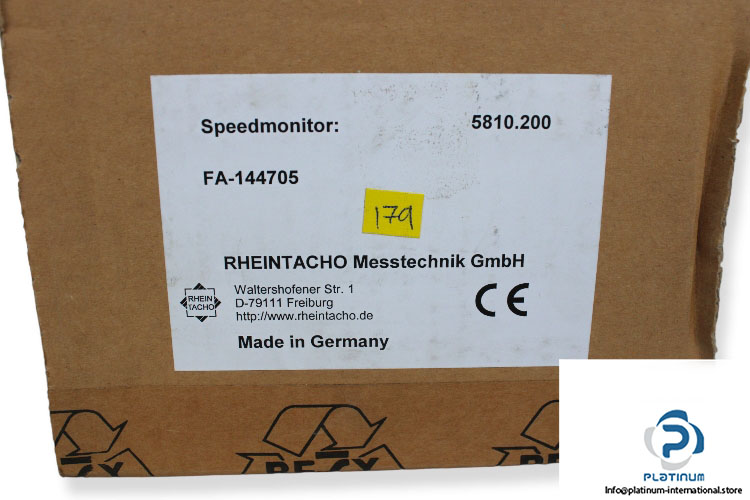 Speedmonitor: 5810.200
FA-144705
179
RHEINTACHO Messtechnik GmbH
RHEIN
TACHO
Waltershofener Str. 1
D-79111 Freiburg
http://www.rheintacho.de
CE
Made in Germany
RESY
PLATINUM
Info@platinum-international.store